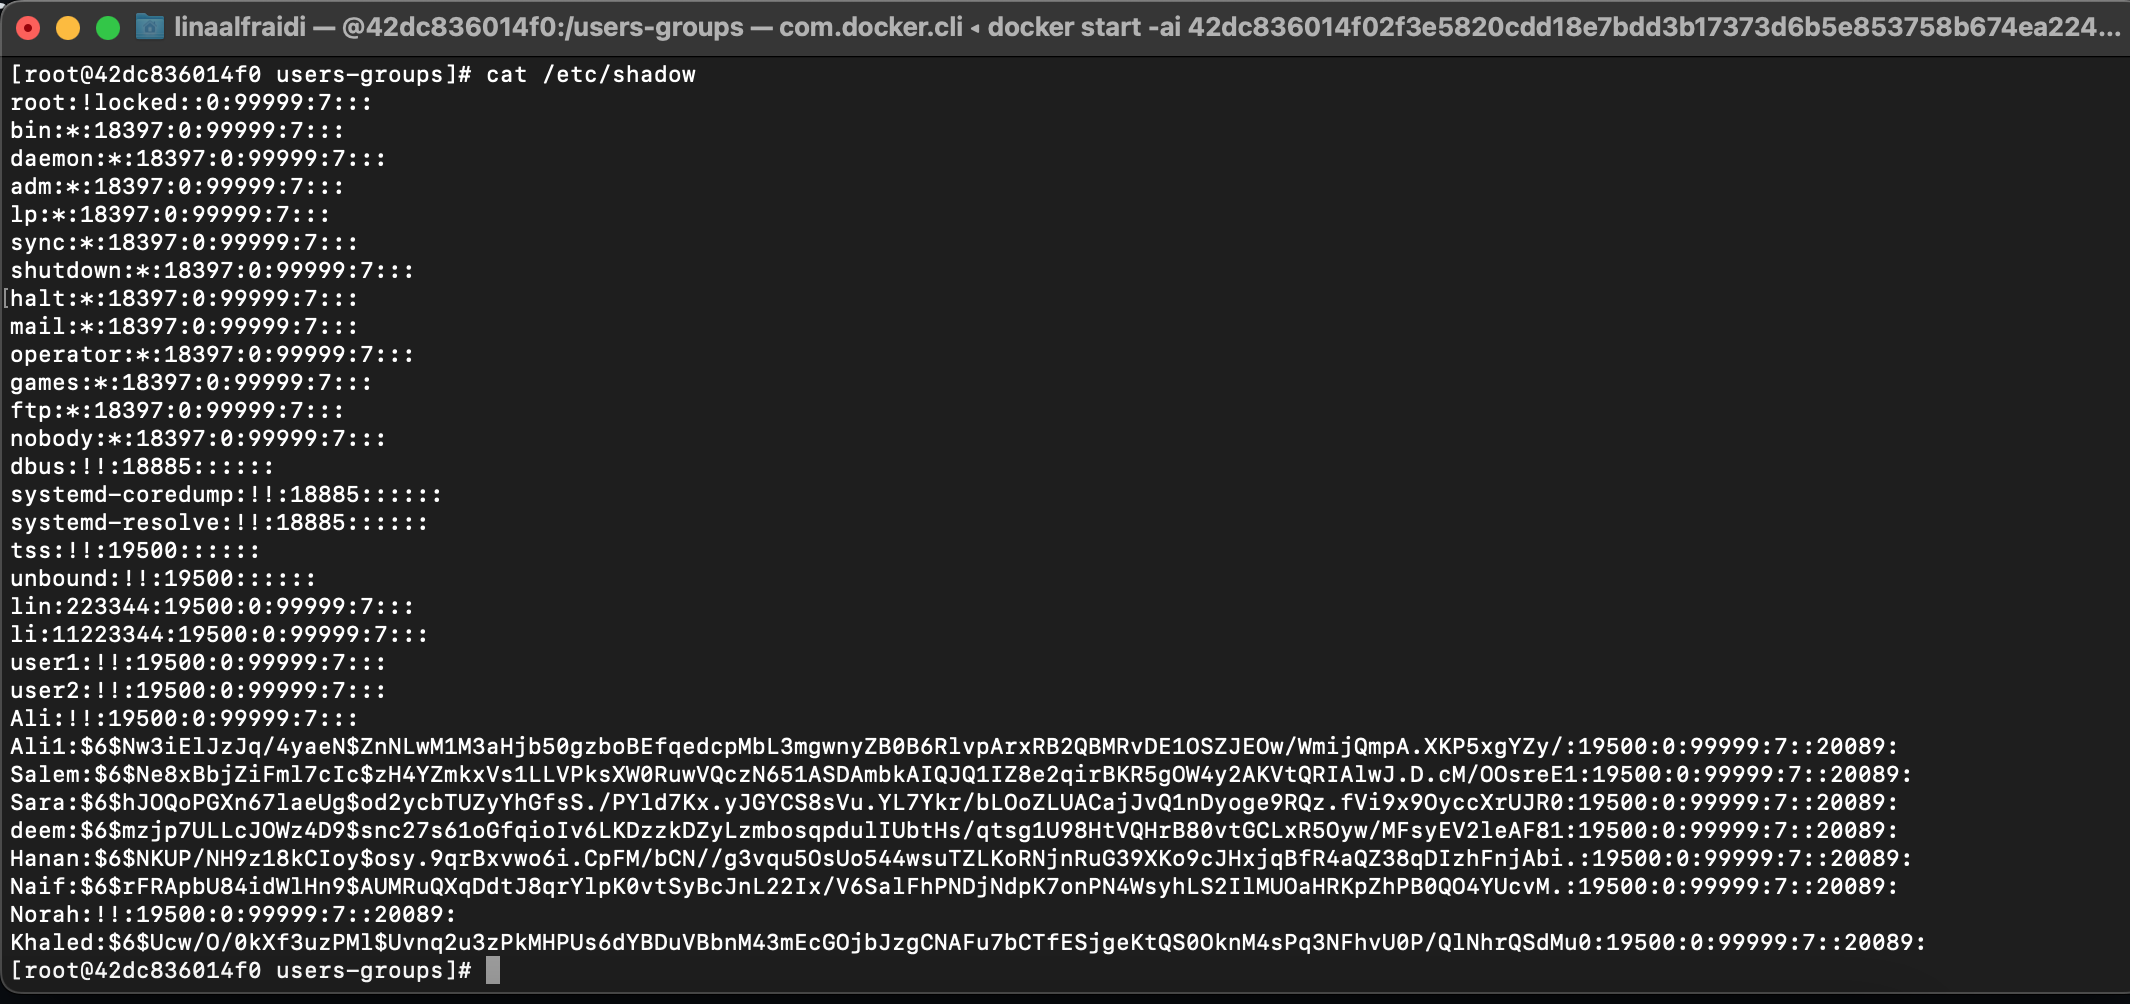 linaalfraidi — @42dc836014f0:/users-groups — com.docker.cli ◂ docker start -ai 42dc836014f02f3e5820cdd18e7bdd3b17373d6b5e853758b674ea224...
[root@42dc836014f0 users-groups]# cat /etc/shadow
root:!locked::0:99999:7:::
bin:*:18397:0:99999:7:::
daemon:*:18397:0:99999:7:::
adm:*:18397:0:99999:7:::
lp:*:18397:0:99999:7:::
sync:*:18397:0:99999:7:::
shutdown:*:18397:0:99999:7:::
halt:*:18397:0:99999:7:::
mail:*:18397:0:99999:7:::
operator:*:18397:0:99999:7:::
games:*:18397:0:99999:7:::
ftp:*:18397:0:99999:7:::
nobody:*:18397:0:99999:7:::
dbus:!!:18885::::::
systemd-coredump:!!:18885::::::
systemd-resolve:!!:18885::::::
tss:!!:19500::::::
unbound:!!:19500::::::
lin:223344:19500:0:99999:7:::
li:11223344:19500:0:99999:7:::
user1:!!:19500:0:99999:7:::
user2:!!:19500:0:99999:7:::
Ali:!!:19500:0:99999:7:::
Ali1:$6$Nw3iElJzJq/4yaeN$ZnNLwM1M3aHjb50gzboBEfqedcpMbL3mgwnyZB0B6RlvpArxRB2QBMRvDE1OSZJEOw/WmijQmpA.XKP5xgYZy/:19500:0:99999:7::20089:
Salem:$6$Ne8xBbjZiFml7cIc$zH4YZmkxVs1LLVPksXW0RuwVQczN651ASDAmbkAIQJQ1IZ8e2qirBKR5gOW4y2AKVtQRIAlwJ.D.cM/OOsreE1:19500:0:99999:7::20089:
Sara:$6$hJOQoPGXn67laeUg$od2ycbTUZyYhGfsS./PYld7Kx.yJGYCS8sVu.YL7Ykr/bLOoZLUACajJvQ1nDyoge9RQz.fVi9x9OyccXrUJR0:19500:0:99999:7::20089:
deem:$6$mzjp7ULLcJOWz4D9$snc27s61oGfqioIv6LKDzzkDZyLzmbosqpdulIUbtHs/qtsg1U98HtVQHrB80vtGCLxR5Oyw/MFsyEV2leAF81:19500:0:99999:7::20089:
Hanan:$6$NKUP/NH9z18kCIoy$osy.9qrBxvwo6i.CpFM/bCN//g3vqu5OsUo544wsuTZLKoRNjnRuG39XKo9cJHxjqBfR4aQZ38qDIzhFnjAbi.:19500:0:99999:7::20089:
Naif:$6$rFRApbU84idWlHn9$AUMRuQXqDdtJ8qrYlpK0vtSyBcJnL22Ix/V6SalFhPNDjNdpK7onPN4WsyhLS2IlMUOaHRKpZhPB0QO4YUcvM.:19500:0:99999:7::20089:
Norah:!!:19500:0:99999:7::20089:
Khaled:$6$Ucw/O/0kXf3uzPMl$Uvnq2u3zPkMHPUs6dYBDuVBbnM43mEcGOjbJzgCNAFu7bCTfESjgeKtQS0OknM4sPq3NFhvU0P/QlNhrQSdMu0:19500:0:99999:7::20089:
[root@42dc836014f0 users-groups]#